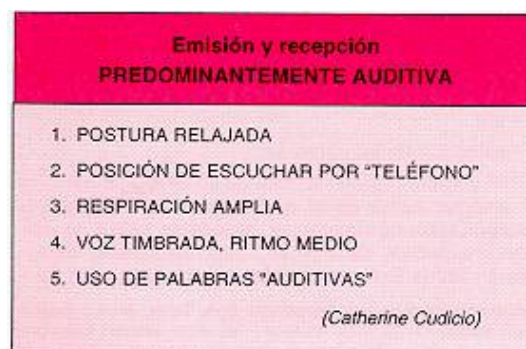 Emisión y recepción
PREDOMINANTEMENTE AUDITIVA
1. POSTURA RELAJADA
2. POSICIÓN DE ESCUCHAR POR "TELÉFONO"
3. RESPIRACIÓN AMPLIA
4. VOZ TIMBRADA, RITMO MEDIO
5. USO DE PALABRAS "AUDITIVAS"
(Catherine Cudicio)